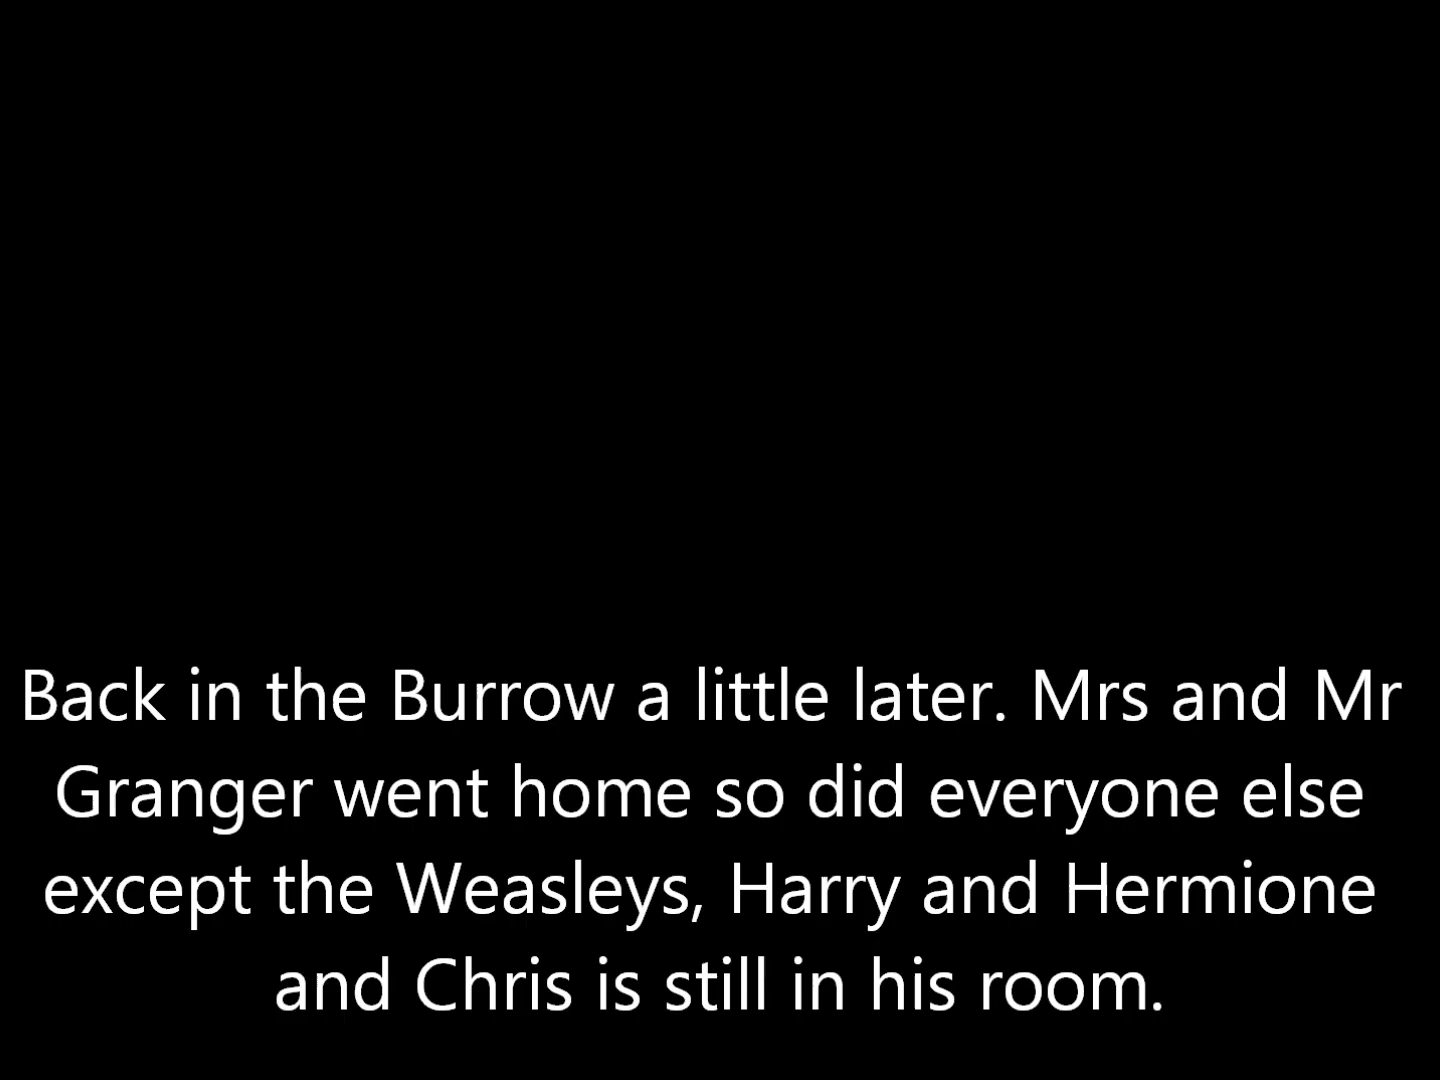 Back in the Burrow a little later. Mrs and Mr
Granger went home so did everyone else
except the Weasleys, Harry and Hermione
and Chris is still in his room.